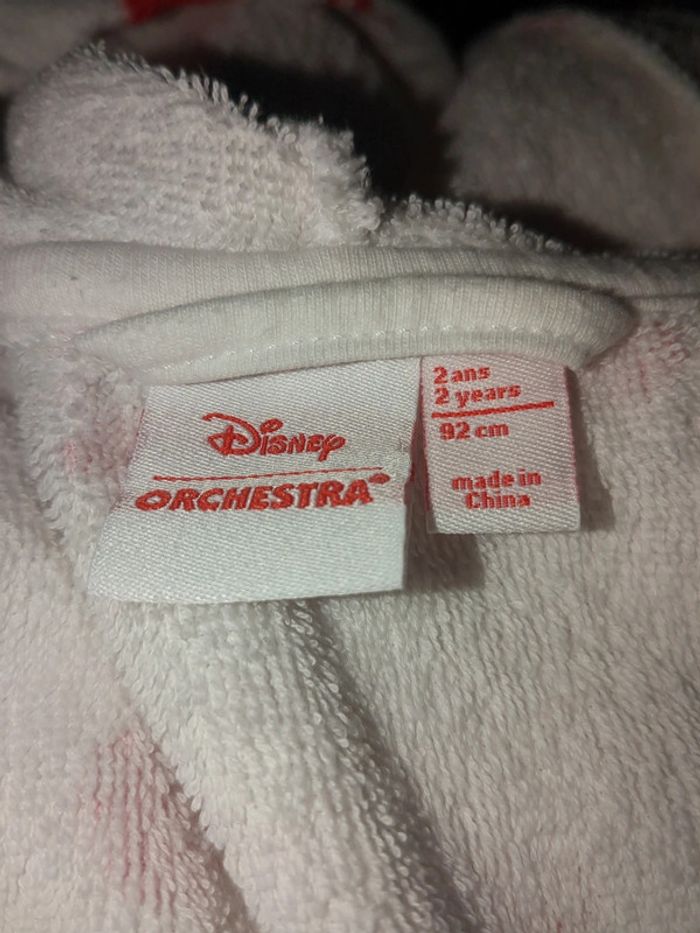 Disney
ORCHESTRA
2 ans
2 years
92 cm
made in
China